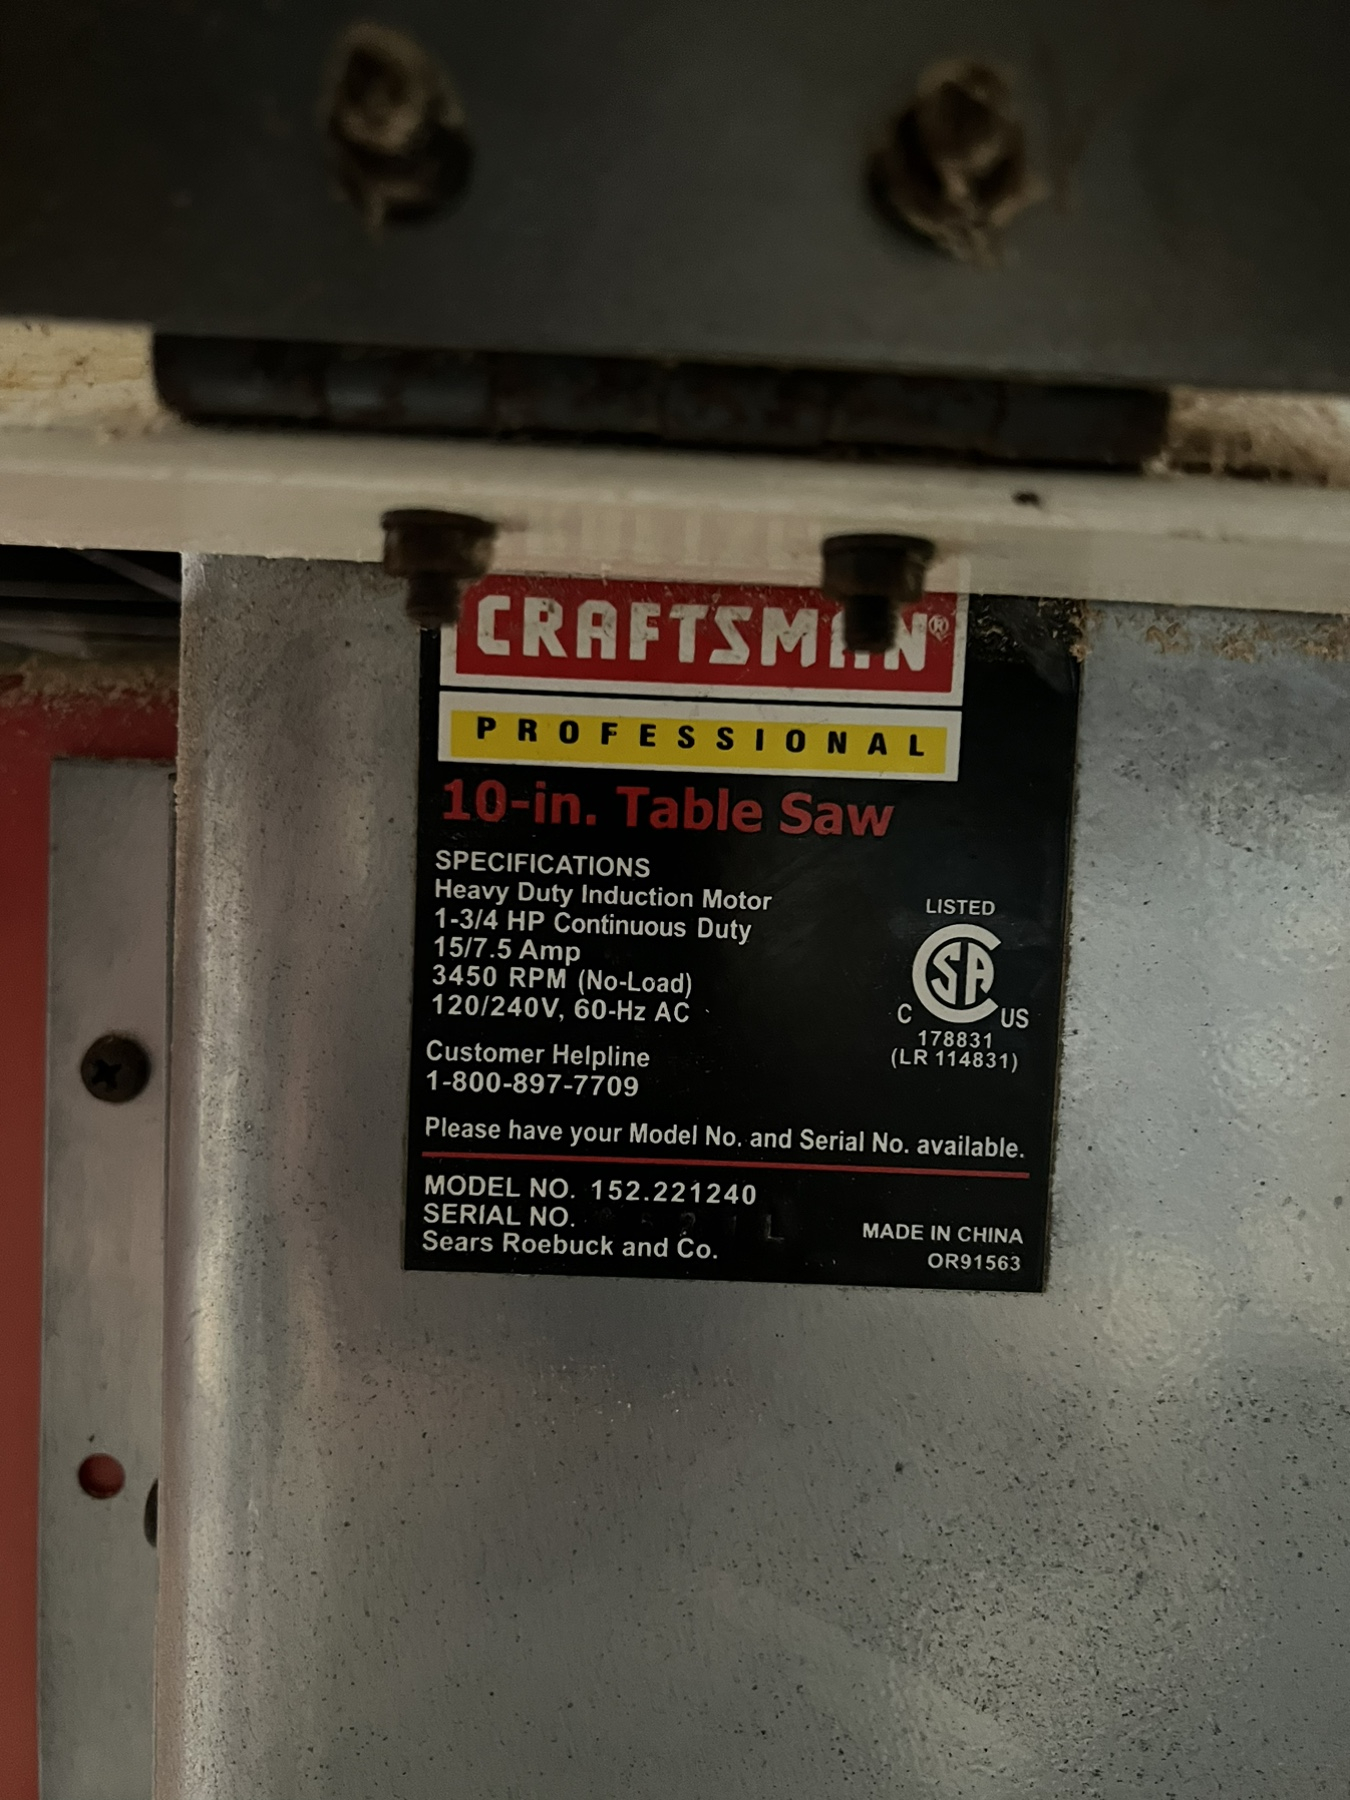 CRAFTSMAN®
PROFESSIONAL
10-in. Table Saw
SPECIFICATIONS
Heavy Duty Induction Motor
1-3/4 HP Continuous Duty
15/7.5 Amp
3450 RPM (No-Load)
120/240V, 60-Hz AC
LISTED
CSA
C US
178831
(LR 114831)
Customer Helpline
1-800-897-7709
Please have your Model No. and Serial No. available.
MODEL NO. 152.221240
SERIAL NO.
Sears Roebuck and Co.
MADE IN CHINA
OR91563